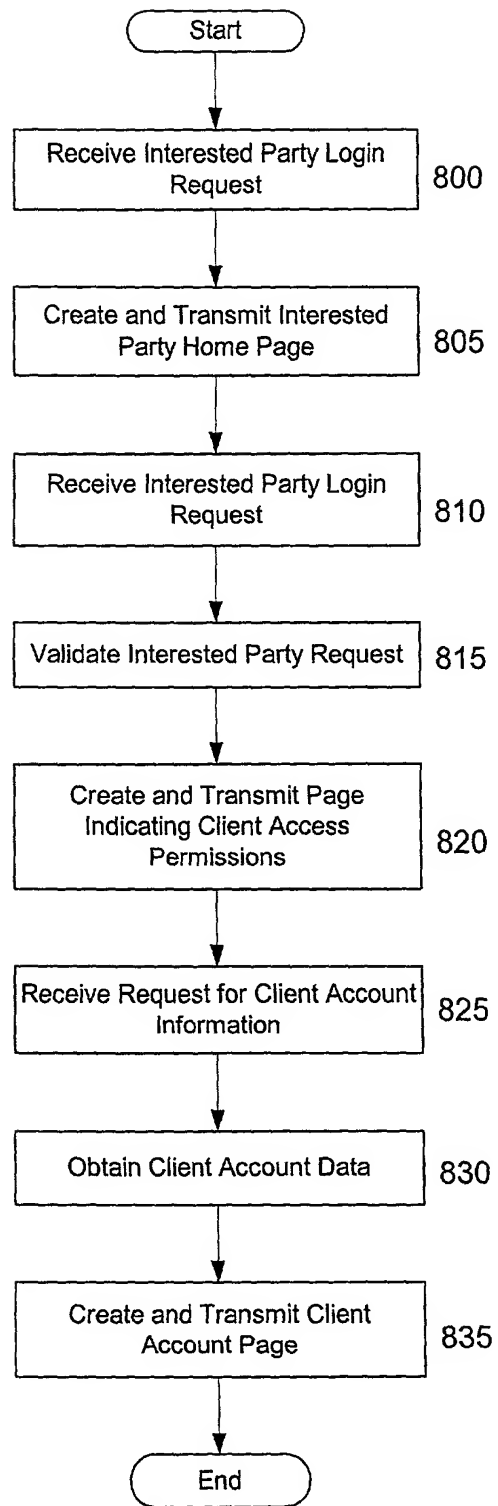 Start
Receive Interested Party Login
Request
800
Create and Transmit Interested
Party Home Page
805
Receive Interested Party Login
Request
810
Validate Interested Party Request
815
Create and Transmit Page
Indicating Client Access
Permissions
820
Receive Request for Client Account
Information
825
Obtain Client Account Data
830
Create and Transmit Client
Account Page
835
End